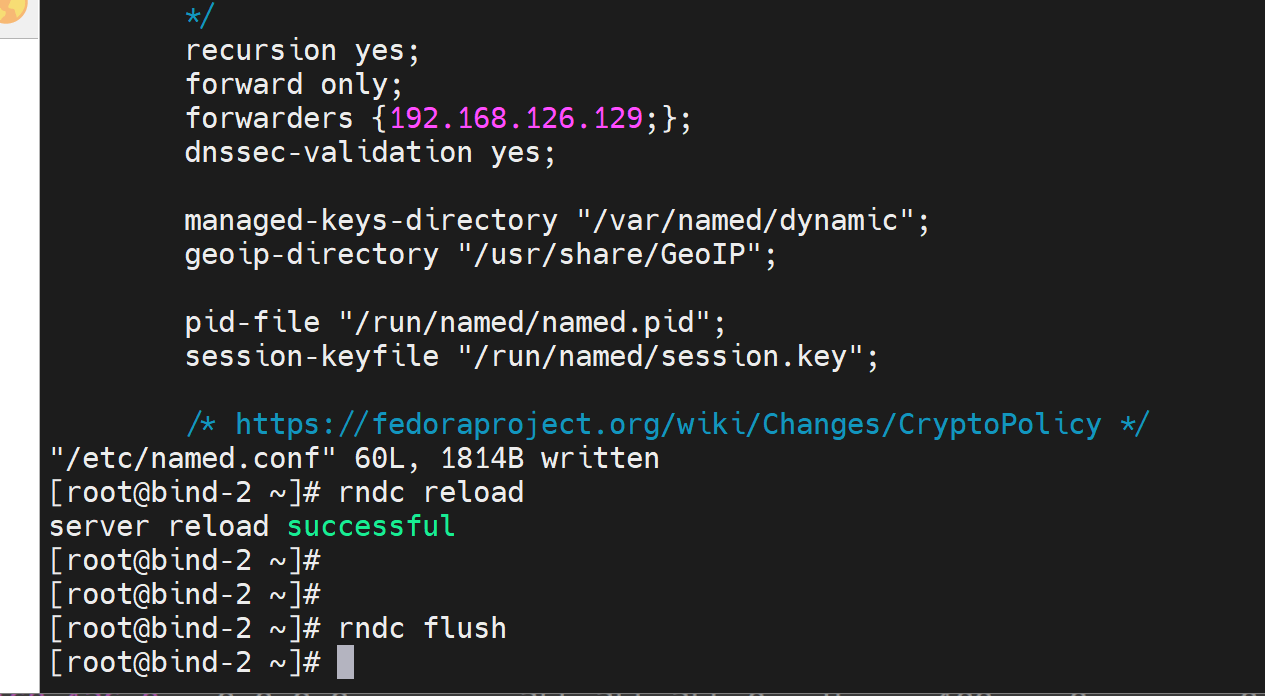 */
recursion yes;
forward only;
forwarders {192.168.126.129;};
dnssec-validation yes;
managed-keys-directory "/var/named/dynamic";
geoip-directory "/usr/share/GeoIP";
pid-file "/run/named/named.pid";
session-keyfile "/run/named/session.key";
/* https://fedoraproject.org/wiki/Changes/CryptoPolicy */
"/etc/named.conf" 60L, 1814B written
[root@bind-2 ~]# rndc reload
server reload successful
[root@bind-2 ~]#
[root@bind-2 ~]#
[root@bind-2 ~]# rndc flush
[root@bind-2 ~]#